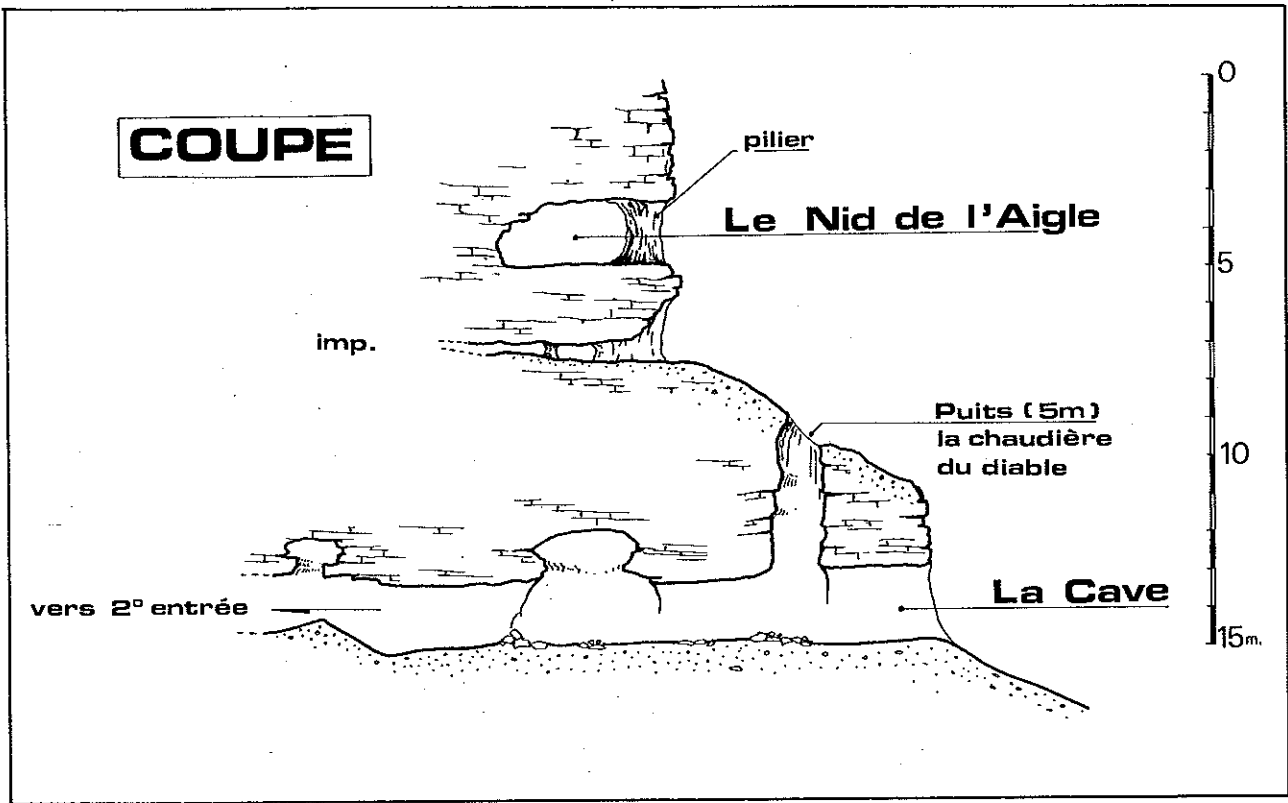 COUPE
0
pilier
Le Nid de l'Aigle
5
imp.
Puits (5m)
la chaudière
du diable
10
La Cave
vers 2° entrée
15m.